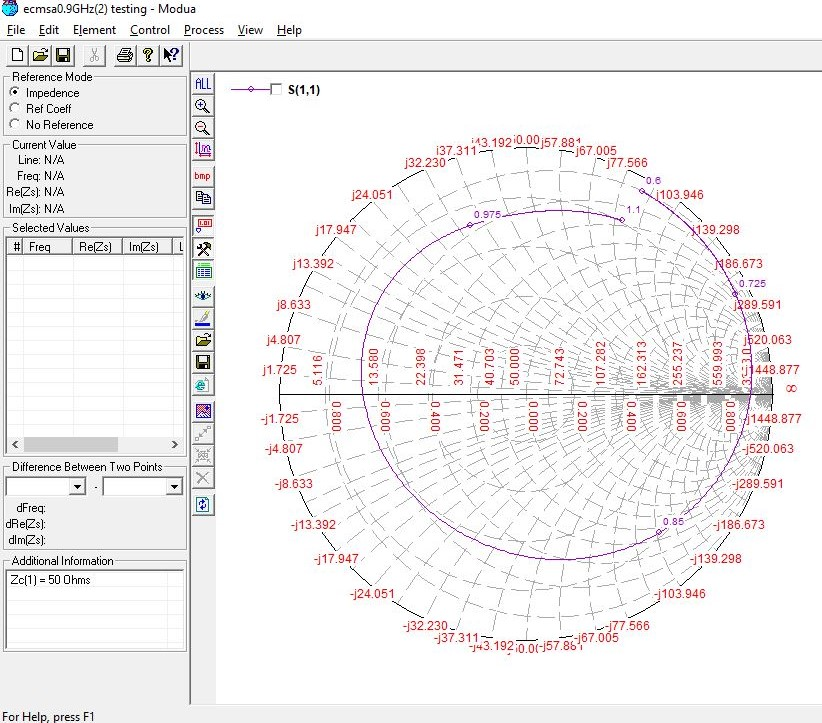 ecmsa0.9GHz(2) testing - Modua
File Edit Element Control Process View Help
Reference Mode
Impedence
Ref Coeff
No Reference
Current Value
Line: N/A
Freq: N/A
Re(Zs): N/A
Im(Zs): N/A
Selected Values
# Freq Re(Zs) Im(Zs) L
Difference Between Two Points
-
dFreq:
dRe(Zs):
dIm(Zs):
Additional Information
Zc(1) = 50 Ohms
For Help, press F1
ALL
bmp
S(1,1)
j1.725
j4.807
j8.633
j13.392
j17.947
j24.051
j32.230
j37.311
j43.192
j57.881
j67.005
j77.566
j103.946
j139.298
j186.673
j289.591
j520.063
1448.877
∞
0.6
1.1
0.975
0.725
0.85
5.116
13.580
22.398
31.471
40.703
50.000
72.743
107.282
162.313
255.237
559.993
0.800
0.600
0.400
0.200
0.000
0.200
0.400
0.600
0.800
-j1.725
-j4.807
-j8.633
-j13.392
-j17.947
-j24.051
-j32.230
-j37.311
-j43.192
-j57.881
-j67.005
-j77.566
-j103.946
-j139.298
-j186.673
-j289.591
-j520.063
-j1448.877